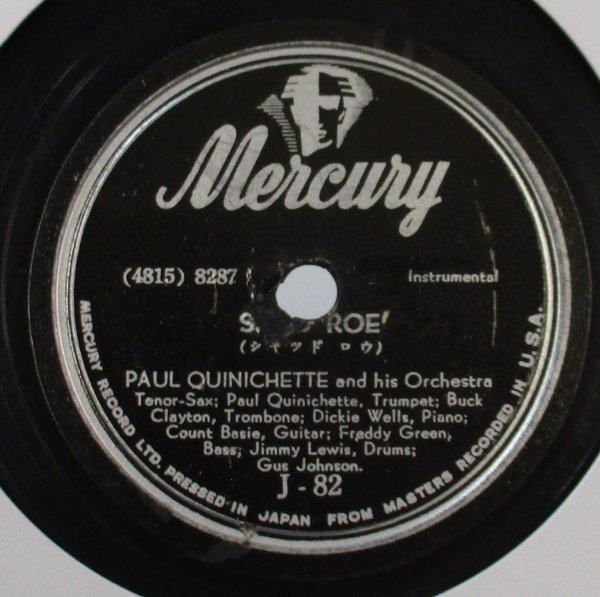 Mercury
(4815) 8287
Instrumental
ROE'
(シャッド ロウ)
PAUL QUINICHETTE and his Orchestra
Tenor-Sax; Paul Quinichette, Trumpet; Buck
Clayton, Trombone; Dickie Wells, Piano;
Count Basie, Guitar; Freddy Green,
Bass; Jimmy Lewis, Drums;
Gus Johnson.
J-82
MERCURY RECORD LTD. PRESSED IN JAPAN FROM MASTERS RECORDED IN U.S.A.